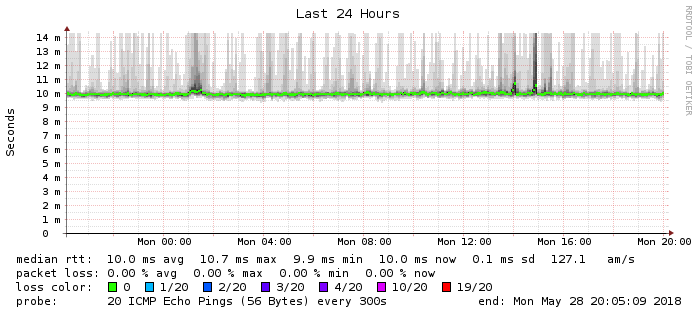 Last 24 Hours
RRDTOOL / TOBI OETIKER
Seconds
14 m
13 m
12 m
11 m
10 m
9 m
8 m
7 m
6 m
5 m
4 m
3 m
2 m
1 m
0
Mon 00:00 Mon 04:00 Mon 08:00 Mon 12:00 Mon 16:00 Mon 20:00
median rtt: 10.0 ms avg 10.7 ms max 9.9 ms min 10.0 ms now 0.1 ms sd 127.1 am/s
packet loss: 0.00 % avg 0.00 % max 0.00 % min 0.00 % now
loss color: 0 1/20 2/20 3/20 4/20 10/20 19/20
probe: 20 ICMP Echo Pings (56 Bytes) every 300s end: Mon May 28 20:05:09 2018